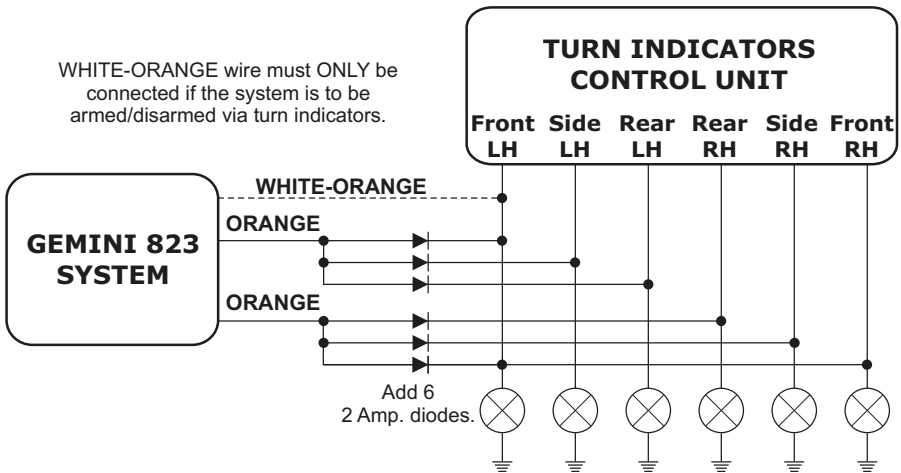 WHITE-ORANGE wire must ONLY be
connected if the system is to be
armed/disarmed via turn indicators.
TURN INDICATORS
CONTROL UNIT
Front Side Rear Rear Side Front
LH LH LH RH RH RH
WHITE-ORANGE
ORANGE
GEMINI 823
SYSTEM
ORANGE
Add 6
2 Amp. diodes.